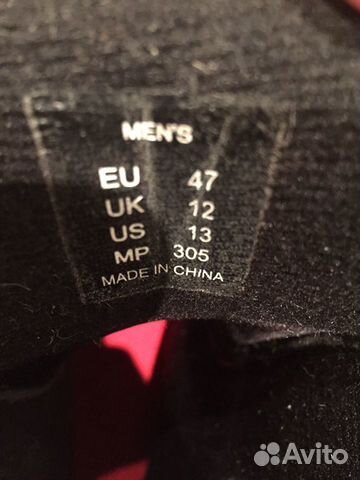 MEN'S
EU 47
UK 12
US 13
MP 305
MADE IN CHINA
Avito